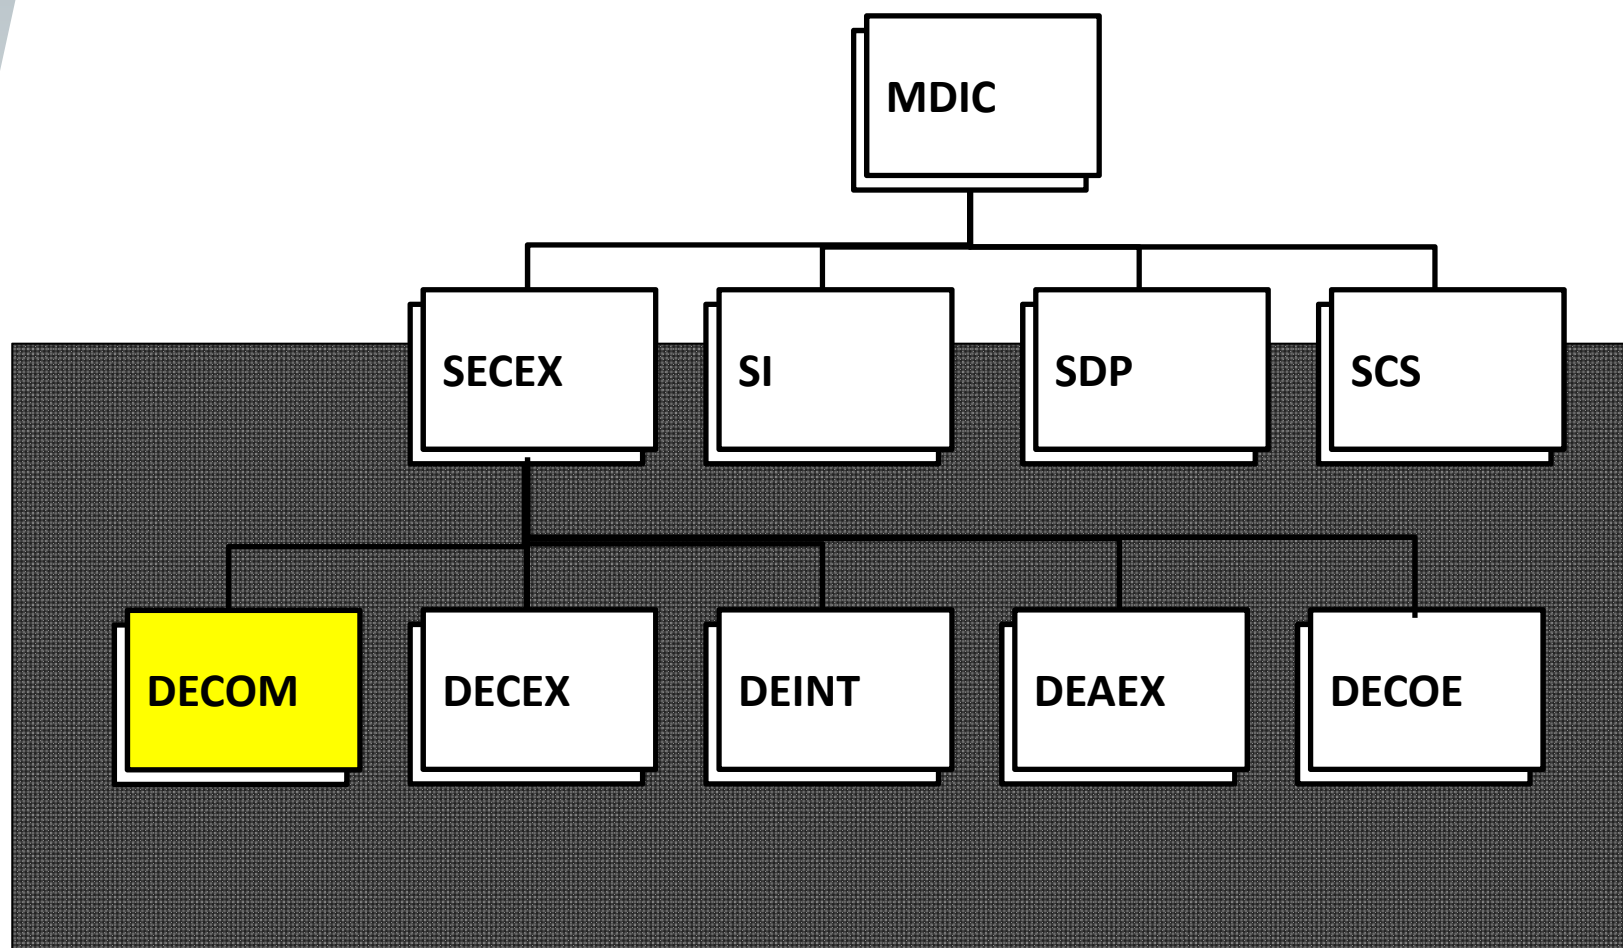 MDIC
SECEX
SI
SDP
SCS
DECOM
DECEX
DEINT
DEAEX
DECOE